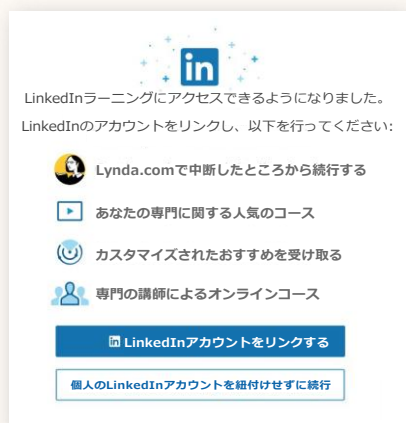 in
LinkedInラーニングにアクセスできるようになりました。
LinkedInのアカウントをリンクし、以下を行ってください:
Lynda.comで中断したところから続行する
あなたの専門に関する人気のコース
カスタマイズされたおすすめを受け取る
専門の講師によるオンラインコース
in LinkedInアカウントをリンクする
個人のLinkedInアカウントを紐付けせずに続行